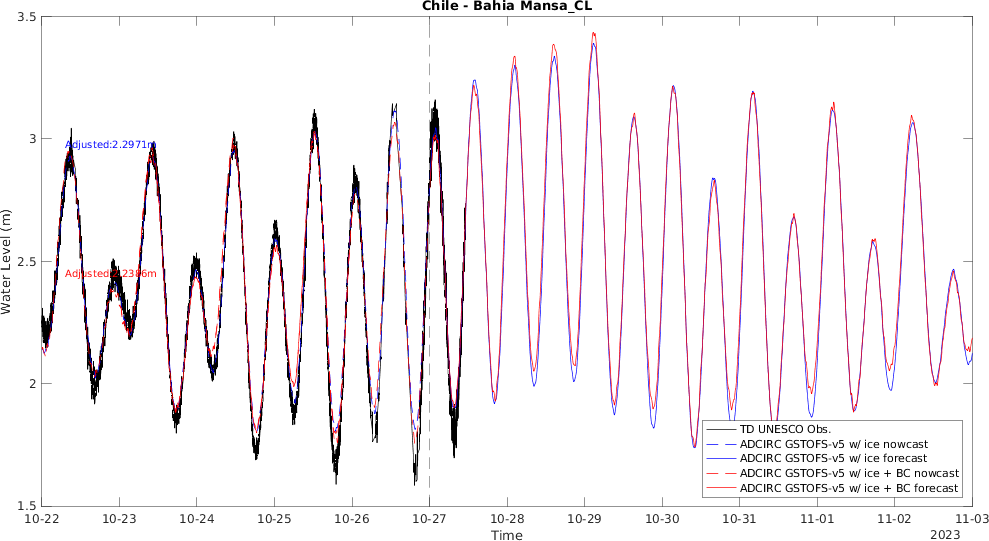 Chile - Bahia Mansa_CL
3.5
3
2.5
2
1.5
Water Level (m)
Adjusted:2.2971m
Adjusted:2.2386m
TD UNESCO Obs.
ADCIRC GSTOFS-v5 w/ ice nowcast
ADCIRC GSTOFS-v5 w/ ice forecast
ADCIRC GSTOFS-v5 w/ ice + BC nowcast
ADCIRC GSTOFS-v5 w/ ice + BC forecast
10-22 10-23 10-24 10-25 10-26 10-27 10-28 10-29 10-30 10-31 11-01 11-02 11-03
Time
2023